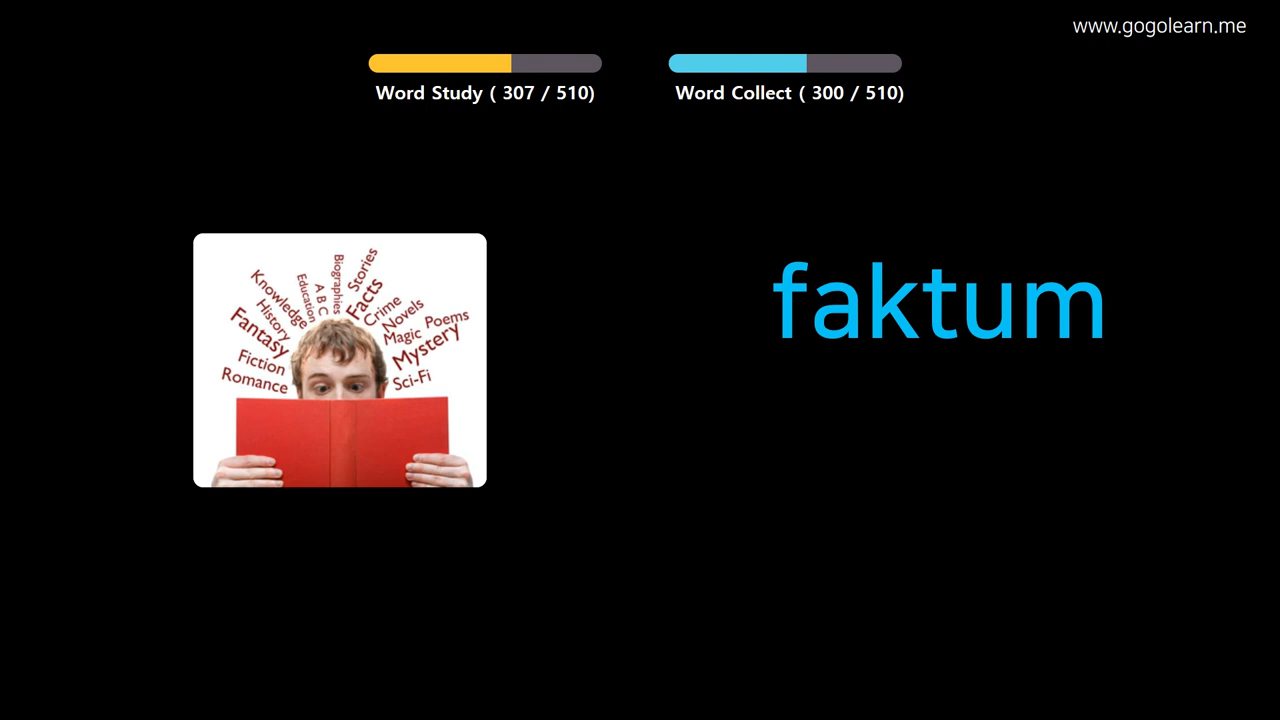 www.gogolearn.me
Word Study ( 307 / 510)
Word Collect ( 300 / 510)
faktum
Knowledge
History
Fantasy
Fiction
Romance
Education
A B C
Biographies
Stories
Facts
Crime
Novels
Magic
Poems
Mystery
Sci-Fi